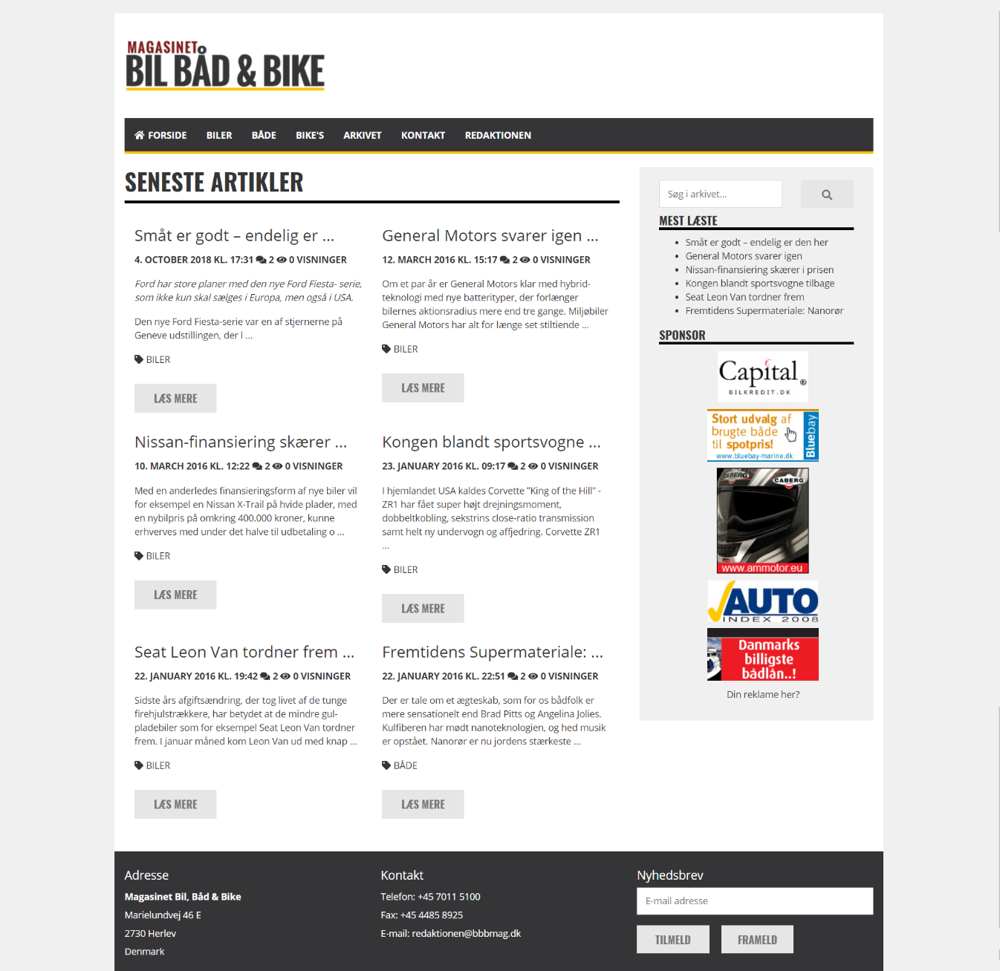 MAGASINET
BIL BÅD & BIKE
FORSIDE BILER BÅDE BIKE'S ARKIVET KONTAKT REDAKTIONEN
SENESTE ARTIKLER
Småt er godt – endelig er ...
4. OCTOBER 2018 KL. 17:31 2 0 VISNINGER
Ford har store planer med den nye Ford Fiesta- serie,
som ikke kun skal sælges i Europa, men også i USA.
Den nye Ford Fiesta-serie var en af stjernerne på
Geneve udstillingen, der l ...
BILER
LÆS MERE
General Motors svarer igen ...
12. MARCH 2016 KL. 15:17 2 0 VISNINGER
Om et par år er General Motors klar med hybrid-
teknologi med nye batterityper, der forlænger
bilernes aktionsradius mere end tre gange. Miljøbiler
General Motors har alt for længe set stiltiende ...
BILER
LÆS MERE
Nissan-finansiering skærer ...
10. MARCH 2016 KL. 12:22 2 0 VISNINGER
Med en anderledes finansieringsform af nye biler vil
for eksempel en Nissan X-Trail på hvide plader, med
en nybilpris på omkring 400.000 kroner, kunne
erhverves med under det halve til udbetaling o ...
BILER
LÆS MERE
Kongen blandt sportsvogne ...
23. JANUARY 2016 KL. 09:17 2 0 VISNINGER
I hjemlandet USA kaldes Corvette ”King of the Hill” -
ZR1 har fået super højt drejningsmoment,
dobbeltkobling, sekstrins close-ratio transmission
samt helt ny undervogn og affjedring. Corvette ZR1
...
BILER
LÆS MERE
Seat Leon Van tordner frem ...
22. JANUARY 2016 KL. 19:42 2 0 VISNINGER
Sidste års afgiftsændring, der tog livet af de tunge
firehjulstrækkere, har betydet at de mindre gul-
pladebiler som for eksempel Seat Leon Van tordner
frem. I januar måned kom Leon Van ud med knap ...
BILER
LÆS MERE
Fremtidens Supermateriale: ...
22. JANUARY 2016 KL. 22:51 2 0 VISNINGER
Der er tale om et ægteskab, som for os bådfolk er
mere sensationelt end Brad Pitts og Angelina Jolies.
Kulfiberen har mødt nanoteknologien, og hed musik
er opstået. Nanorør er nu jordens stærkeste ...
BÅDE
LÆS MERE
Søg i arkivet...
MEST LÆSTE
Småt er godt – endelig er den her
General Motors svarer igen
Nissan-finansiering skærer i prisen
Kongen blandt sportsvogne tilbage
Seat Leon Van tordner frem
Fremtidens Supermateriale: Nanorør
SPONSOR
Capital
BILKREDIT.DK
Stort udvalg af
brugte både
til spotpris!
www.bluebay-marine.dk
Bluebay
CABERG
CABERG
www.ammotor.eu
AUTO
INDEX 2008
Danmarks
billigste
bådlån..!
Din reklame her?
Adresse
Magasinet Bil, Båd & Bike
Marielundvej 46 E
2730 Herlev
Denmark
Kontakt
Telefon: +45 7011 5100
Fax: +45 4485 8925
E-mail: redaktionen@bbbmag.dk
Nyhedsbrev
E-mail adresse
TILMELD FRAMELD